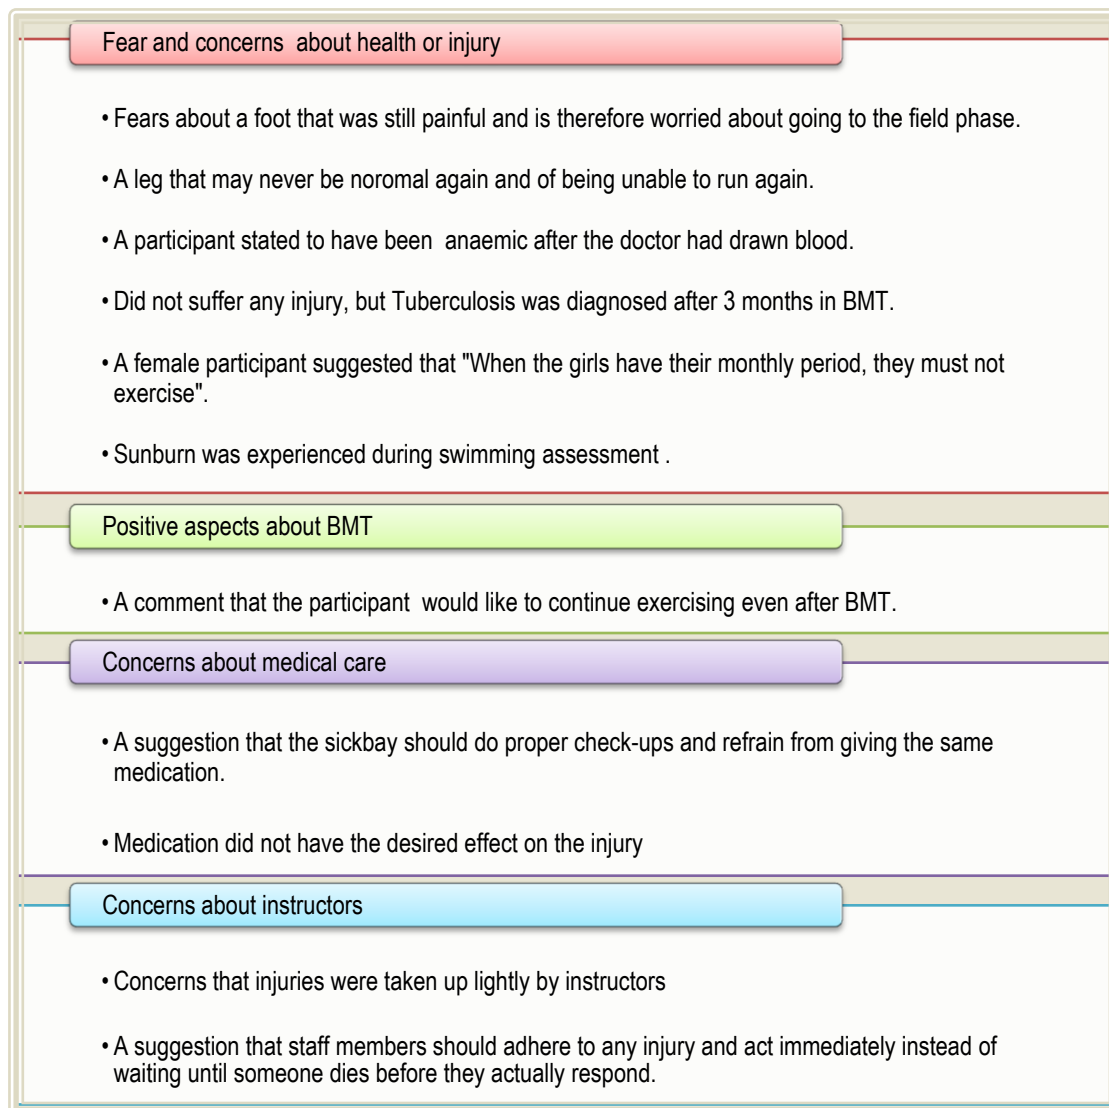 Fear and concerns  about health or injury
• Fears about a foot that was still painful and is therefore worried about going to the field phase.
• A leg that may never be noromal again and of being unable to run again.
• A participant stated to have been  anaemic after the doctor had drawn blood.
• Did not suffer any injury, but Tuberculosis was diagnosed after 3 months in BMT.
• A female participant suggested that "When the girls have their monthly period, they must not
exercise".
• Sunburn was experienced during swimming assessment .
Positive aspects about BMT
• A comment that the participant  would like to continue exercising even after BMT.
Concerns about medical care
• A suggestion that the sickbay should do proper check-ups and refrain from giving the same
medication.
• Medication did not have the desired effect on the injury
Concerns about instructors
• Concerns that injuries were taken up lightly by instructors
• A suggestion that staff members should adhere to any injury and act immediately instead of
waiting until someone dies before they actually respond.